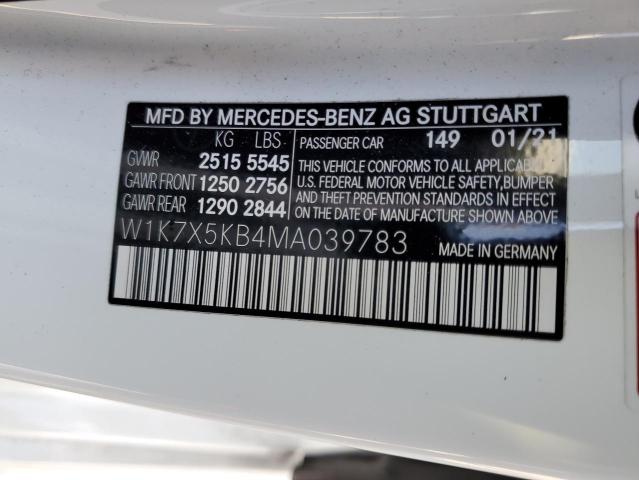 MFD BY MERCEDES-BENZ AG STUTTGART
KG LBS PASSENGER CAR 149 01/21
GVWR 2515 5545
GAWR FRONT 1250 2756
GAWR REAR 1290 2844
THIS VEHICLE CONFORMS TO ALL APPLICABLE
U.S. FEDERAL MOTOR VEHICLE SAFETY,BUMPER
AND THEFT PREVENTION STANDARDS IN EFFECT
ON THE DATE OF MANUFACTURE SHOWN ABOVE.
W1K7X5KB4MA039783
MADE IN GERMANY